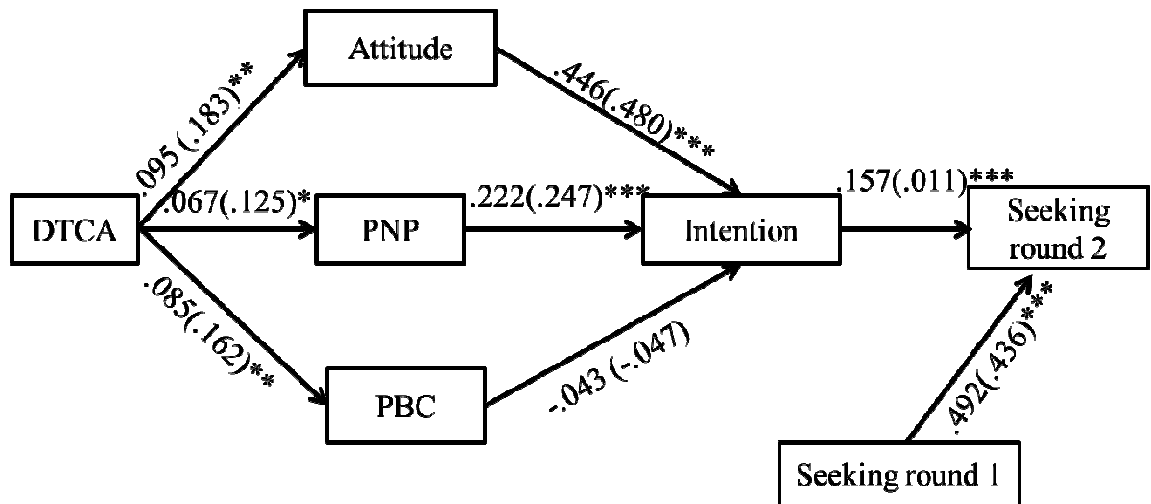 Attitude
.095 (.183)**
.446(.480)***
.067(.125)*
.222(.247)***
.157(.011)***
DTCA
PNP
Intention
Seeking
round 2
.085(.162)**
-.043 (-.047)
PBC
.492(.436)***
Seeking round 1